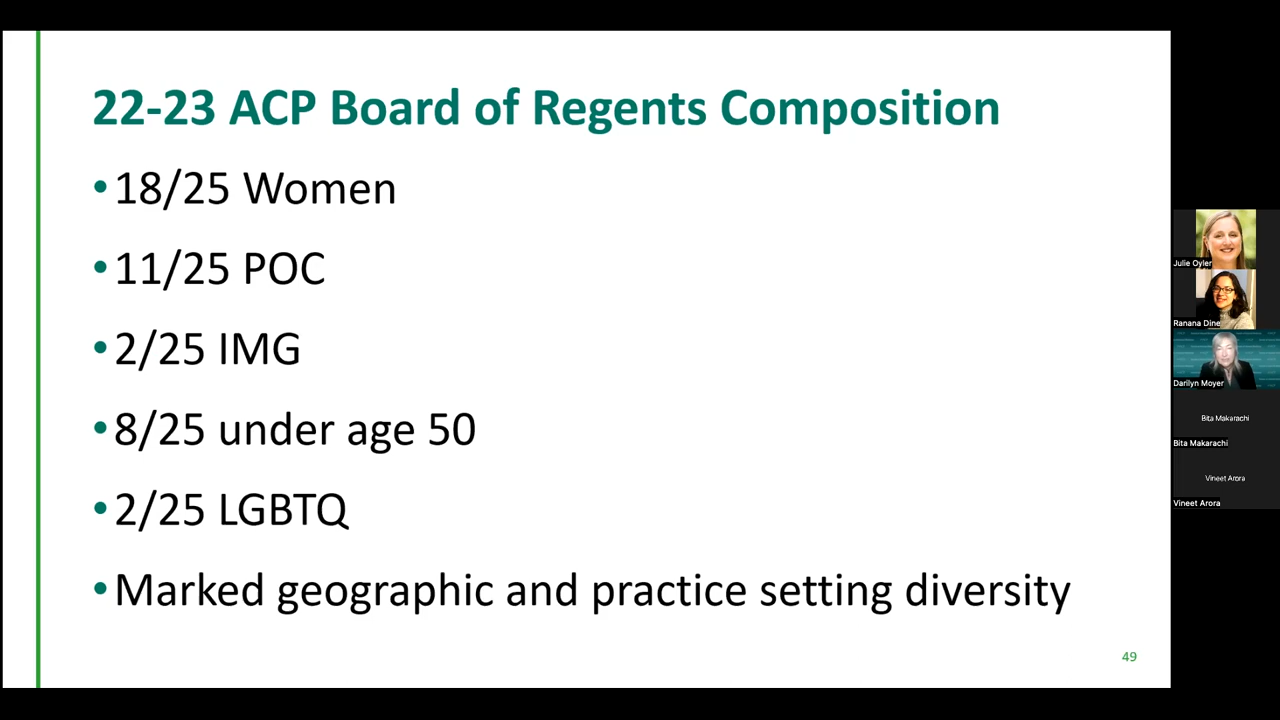 22-23 ACP Board of Regents Composition
•18/25 Women
•11/25 POC
•2/25 IMG
•8/25 under age 50
•2/25 LGBTQ
•Marked geographic and practice setting diversity
49
Julie Oyler
Ranana Dine
Darilyn Moyer
Bita Makarachi
Bita Makarachi
Vineet Arora
Vineet Arora